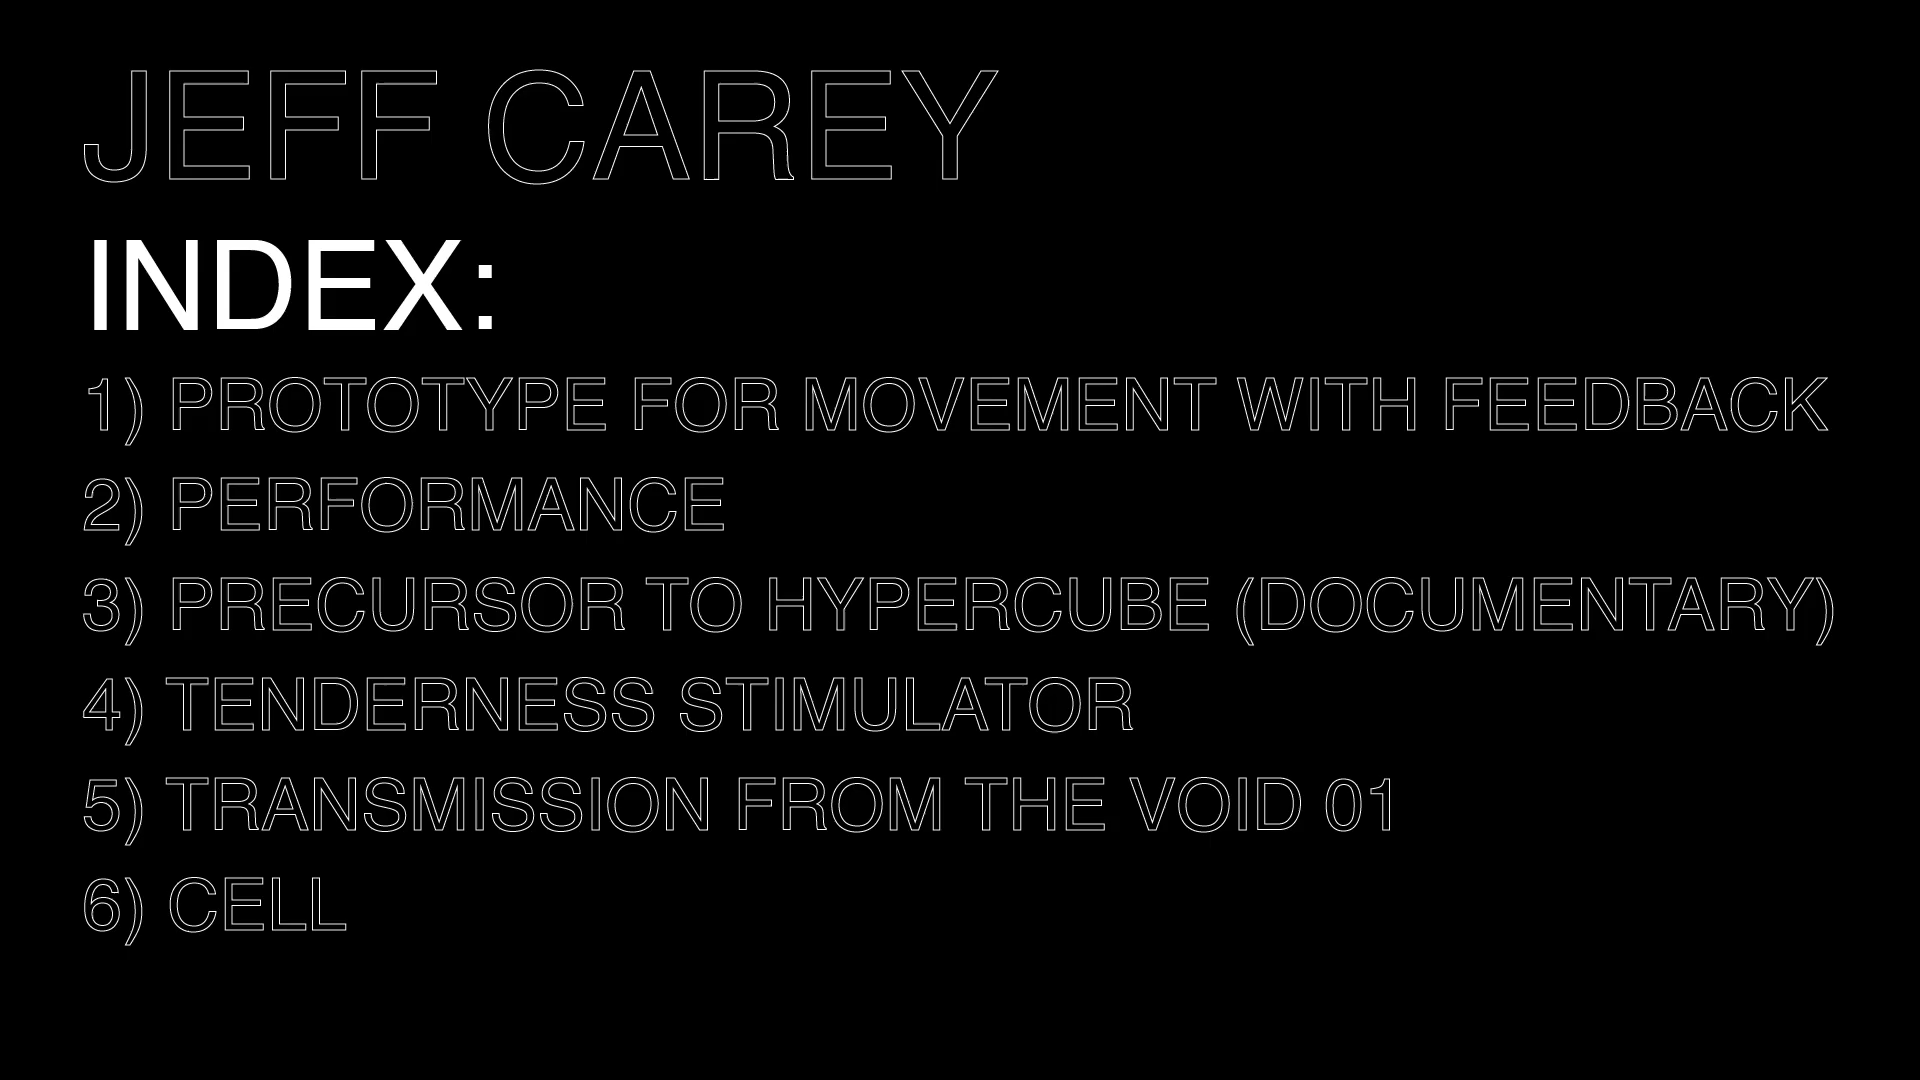 JEFF CAREY
INDEX:
1) PROTOTYPE FOR MOVEMENT WITH FEEDBACK
2) PERFORMANCE
3) PRECURSOR TO HYPERCUBE (DOCUMENTARY)
4) TENDERNESS STIMULATOR
5) TRANSMISSION FROM THE VOID 01
6) CELL